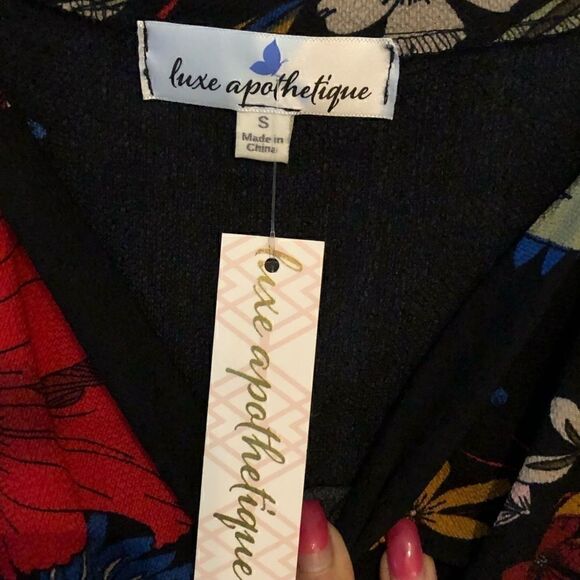 luxe apothetique
S
Made in
China
luxe apothetique